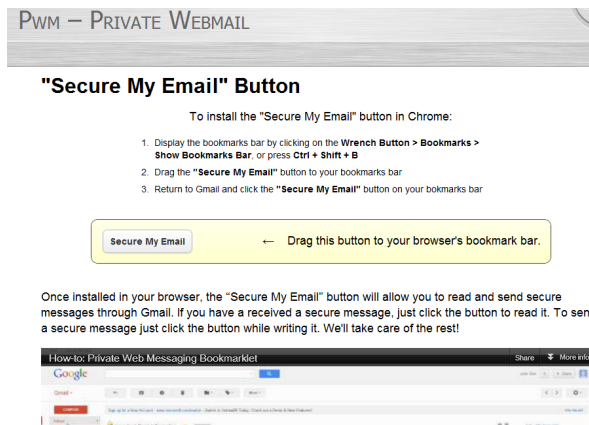 PWM – PRIVATE WEBMAIL
"Secure My Email" Button
To install the "Secure My Email" button in Chrome:
1. Display the bookmarks bar by clicking on the Wrench Button > Bookmarks >
Show Bookmarks Bar, or press Ctrl + Shift + B
2. Drag the "Secure My Email" button to your bookmarks bar
3. Return to Gmail and click the "Secure My Email" button on your bokmarks bar
Secure My Email ← Drag this button to your browser's bookmark bar.
Once installed in your browser, the "Secure My Email" button will allow you to read and send secure
messages through Gmail. If you have a received a secure message, just click the button to read it. To sen
a secure message just click the button while writing it. We'll take care of the rest!
How-to: Private Web Messaging Bookmarklet Share More info
Google
Gmail
COMPOSE
Inbox